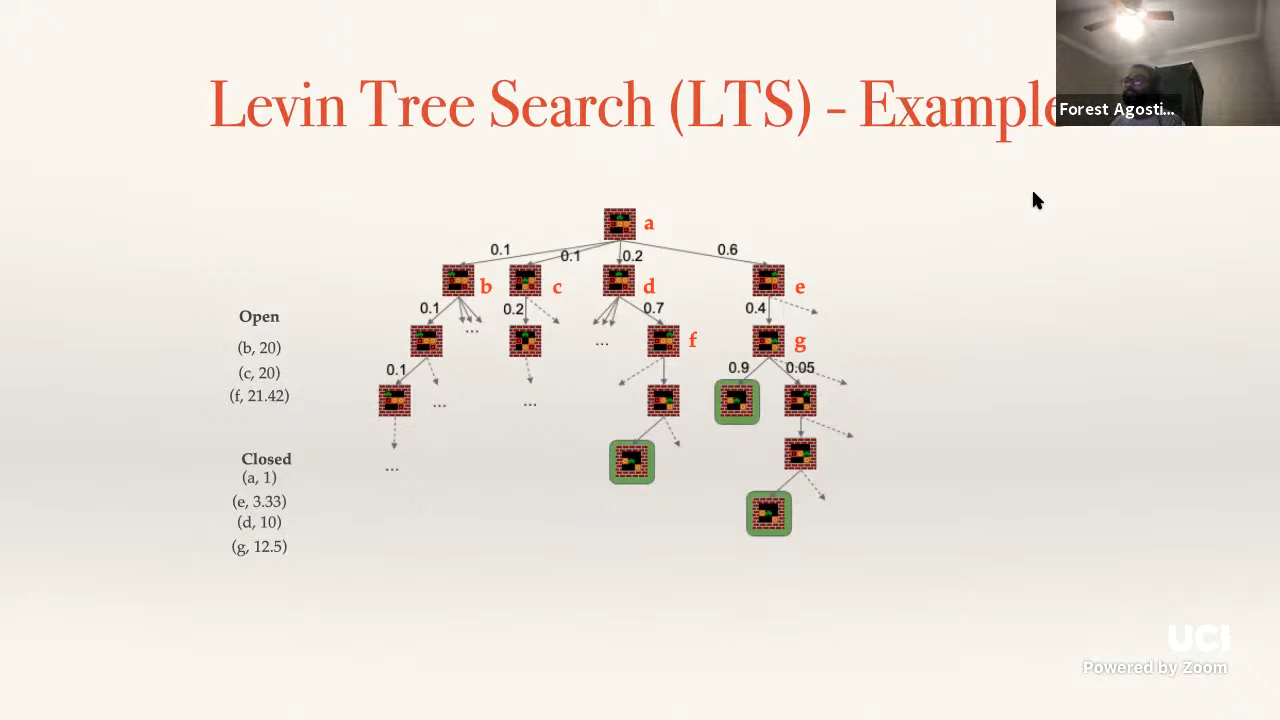 Levin Tree Search (LTS) – Example
Forest Agosti...
a
0.1
0.1
0.2
0.6
b
c
d
e
0.1
0.2
0.7
0.4
...
...
f
g
0.1
0.9
0.05
...
...
...
Open
(b, 20)
(c, 20)
(f, 21.42)
Closed
(a, 1)
(e, 3.33)
(d, 10)
(g, 12.5)
UCI
Powered by Zoom